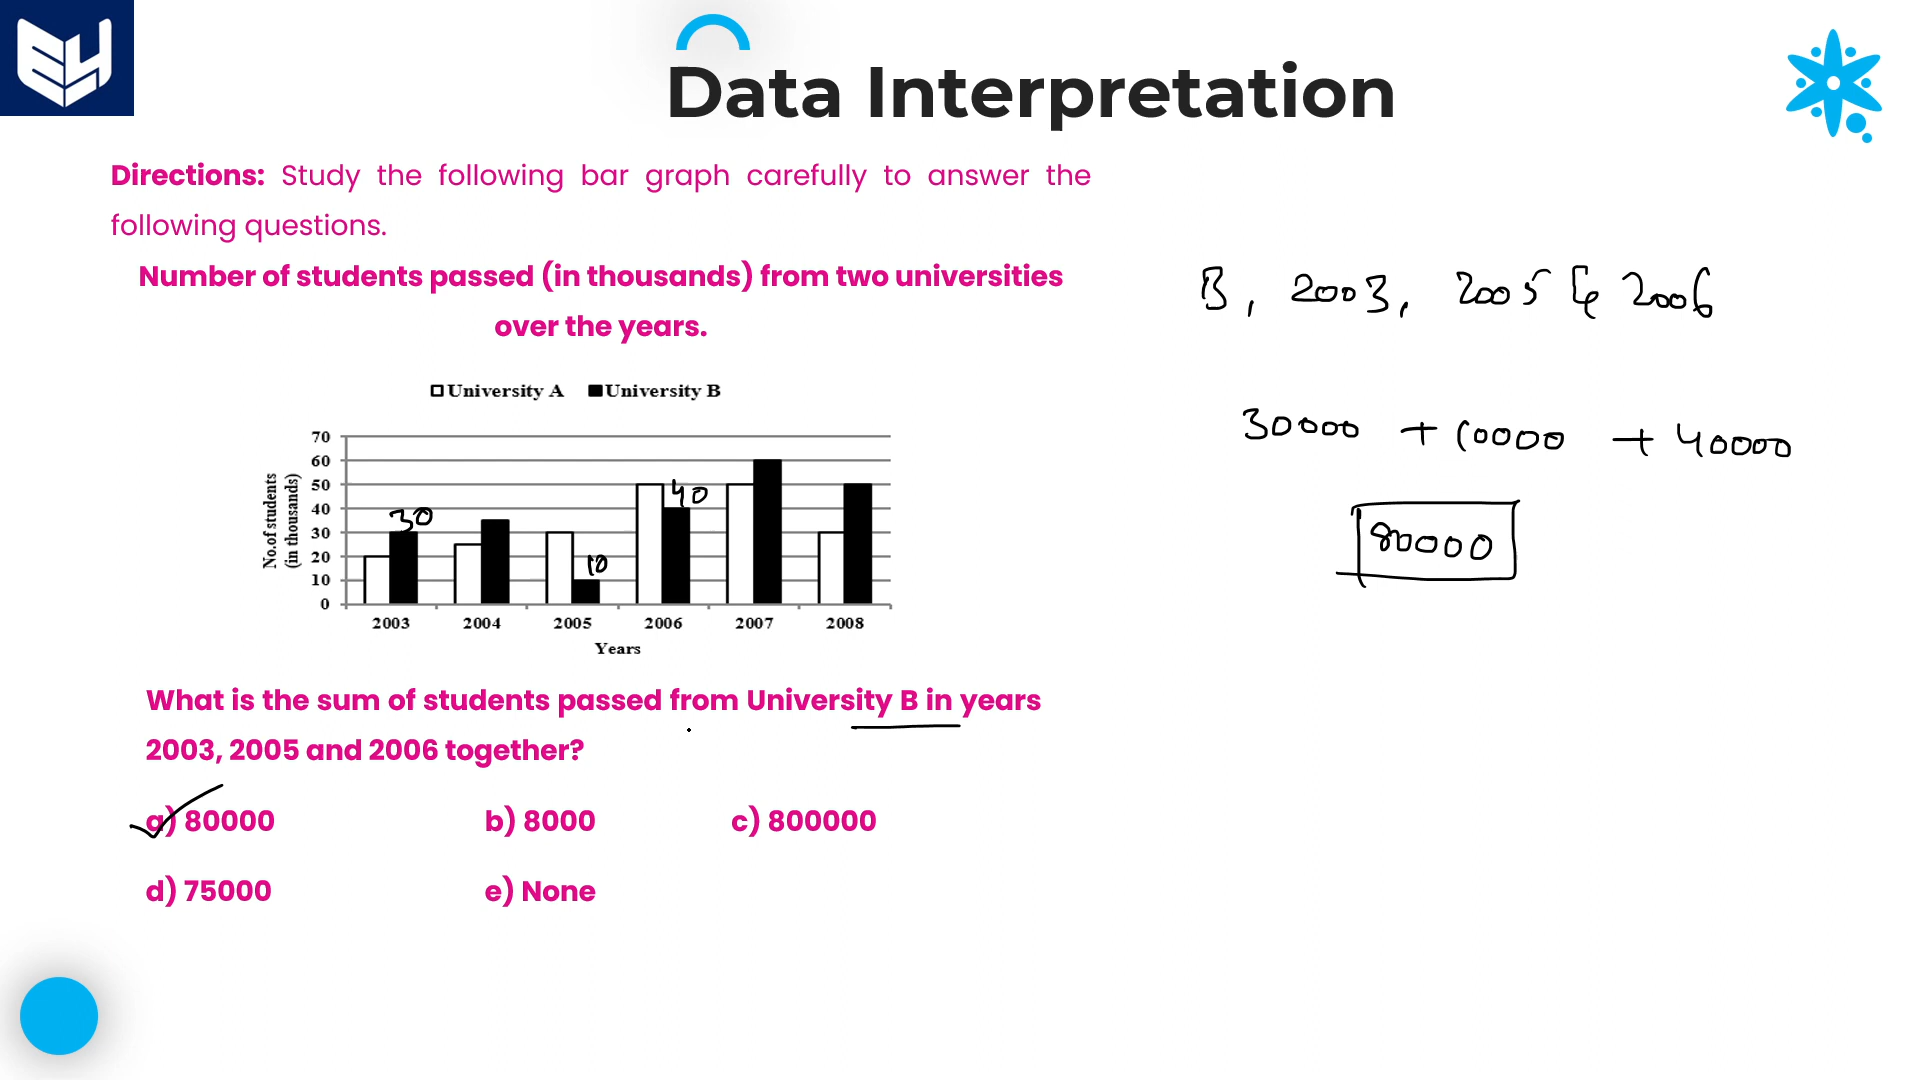 Data Interpretation
Directions: Study the following bar graph carefully to answer the
following questions.
Number of students passed (in thousands) from two universities
over the years.
University A University B
No.of students
(in thousands)
70
60
50
40
30
20
10
0
30
10
40
2003 2004 2005 2006 2007 2008
Years
What is the sum of students passed from University B in years
2003, 2005 and 2006 together?
a) 80000 b) 8000 c) 800000
d) 75000 e) None
B, 2003, 2005 & 2006
30000 + 10000 + 40000
80000